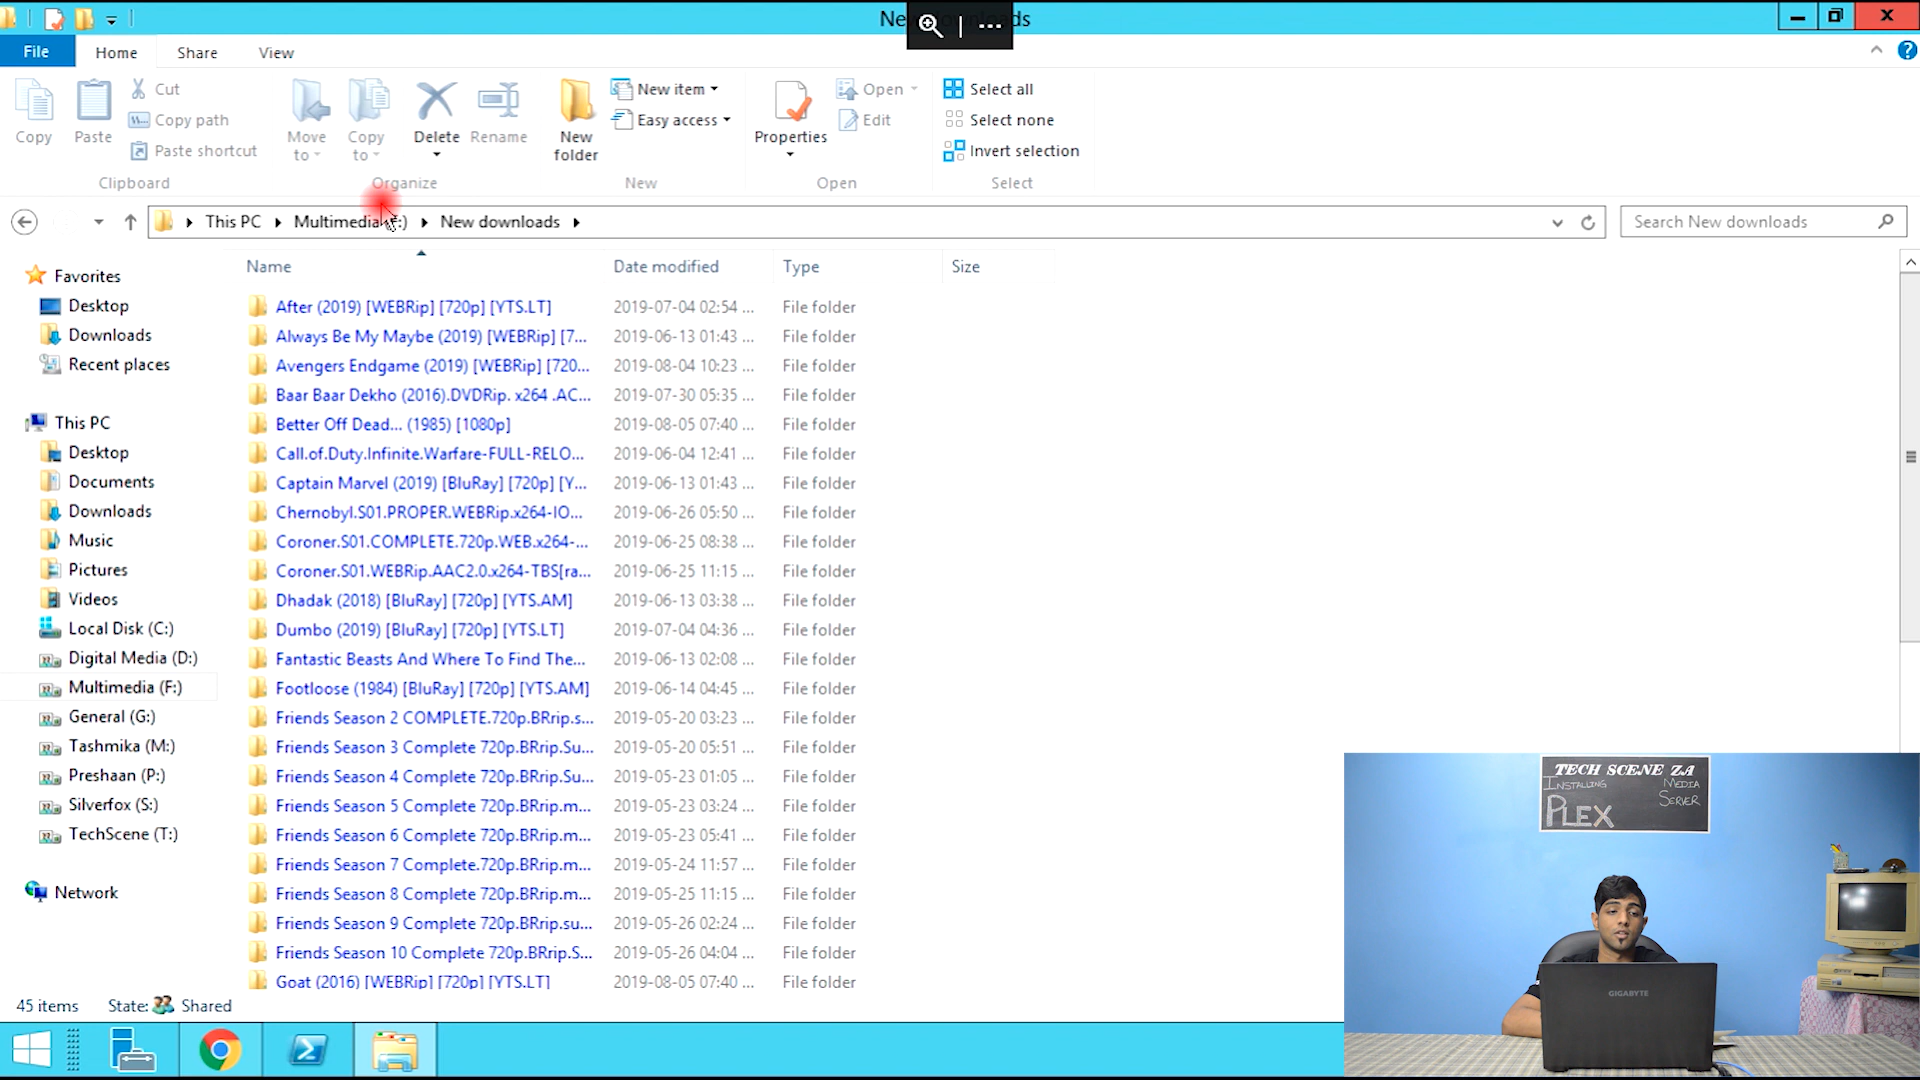 Ne ds
File Home Share View
Copy
Paste
Cut
Copy path
Paste shortcut
Clipboard
Move to
Copy to
Delete
Rename
Organize
New folder
New item
Easy access
New
Properties
Open
Edit
Open
Select all
Select none
Invert selection
Select
This PC Multimedia :) New downloads
Search New downloads
Favorites
Desktop
Downloads
Recent places
This PC
Desktop
Documents
Downloads
Music
Pictures
Videos
Local Disk (C:)
Digital Media (D:)
Multimedia (F:)
General (G:)
Tashmika (M:)
Preshaan (P:)
Silverfox (S:)
TechScene (T:)
Network
Name Date modified Type Size
After (2019) [WEBRip] [720p] [YTS.LT] 2019-07-04 02:54 ... File folder
Always Be My Maybe (2019) [WEBRip] [7... 2019-06-13 01:43 ... File folder
Avengers Endgame (2019) [WEBRip] [720... 2019-08-04 10:23 ... File folder
Baar Baar Dekho (2016).DVDRip. x264 .AC... 2019-07-30 05:35 ... File folder
Better Off Dead... (1985) [1080p] 2019-08-05 07:40 ... File folder
Call.of.Duty.Infinite.Warfare-FULL-RELO... 2019-06-04 12:41 ... File folder
Captain Marvel (2019) [BluRay] [720p] [Y... 2019-06-13 01:43 ... File folder
Chernobyl.S01.PROPER.WEBRip.x264-IO... 2019-06-26 05:50 ... File folder
Coroner.S01.COMPLETE.720p.WEB.x264-... 2019-06-25 08:38 ... File folder
Coroner.S01.WEBRip.AAC2.0.x264-TBS[ra... 2019-06-25 11:15 ... File folder
Dhadak (2018) [BluRay] [720p] [YTS.AM] 2019-06-13 03:38 ... File folder
Dumbo (2019) [BluRay] [720p] [YTS.LT] 2019-07-04 04:36 ... File folder
Fantastic Beasts And Where To Find The... 2019-06-13 02:08 ... File folder
Footloose (1984) [BluRay] [720p] [YTS.AM] 2019-06-14 04:45 ... File folder
Friends Season 2 COMPLETE.720p.BRrip.s... 2019-05-20 03:23 ... File folder
Friends Season 3 Complete 720p.BRrip.Su... 2019-05-20 05:51 ... File folder
Friends Season 4 Complete 720p.BRrip.Su... 2019-05-23 01:05 ... File folder
Friends Season 5 Complete 720p.BRrip.m... 2019-05-23 03:24 ... File folder
Friends Season 6 Complete 720p.BRrip.m... 2019-05-23 05:41 ... File folder
Friends Season 7 Complete.720p.BRrip.m... 2019-05-24 11:57 ... File folder
Friends Season 8 Complete 720p.BRrip.m... 2019-05-25 11:15 ... File folder
Friends Season 9 Complete 720p.BRrip.su... 2019-05-26 02:24 ... File folder
Friends Season 10 Complete 720p.BRrip.S... 2019-05-26 04:04 ... File folder
Goat (2016) [WEBRip] [720p] [YTS.LT] 2019-08-05 07:40 ... File folder
45 items State: Shared
TECH SCENE ZA
INSTALLING MEDIA
PLEX SERVER
GIGABYTE